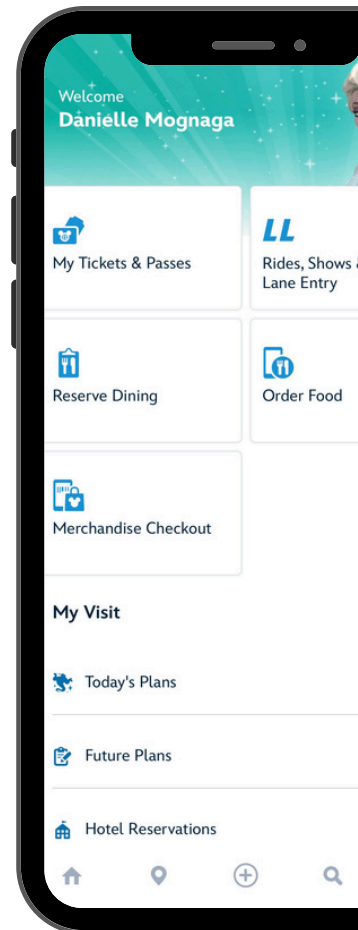 Welcome
Danielle Mognaga
My Tickets & Passes
LL
Rides, Shows &
Lane Entry
Reserve Dining
Order Food
Merchandise Checkout
My Visit
Today's Plans
Future Plans
Hotel Reservations